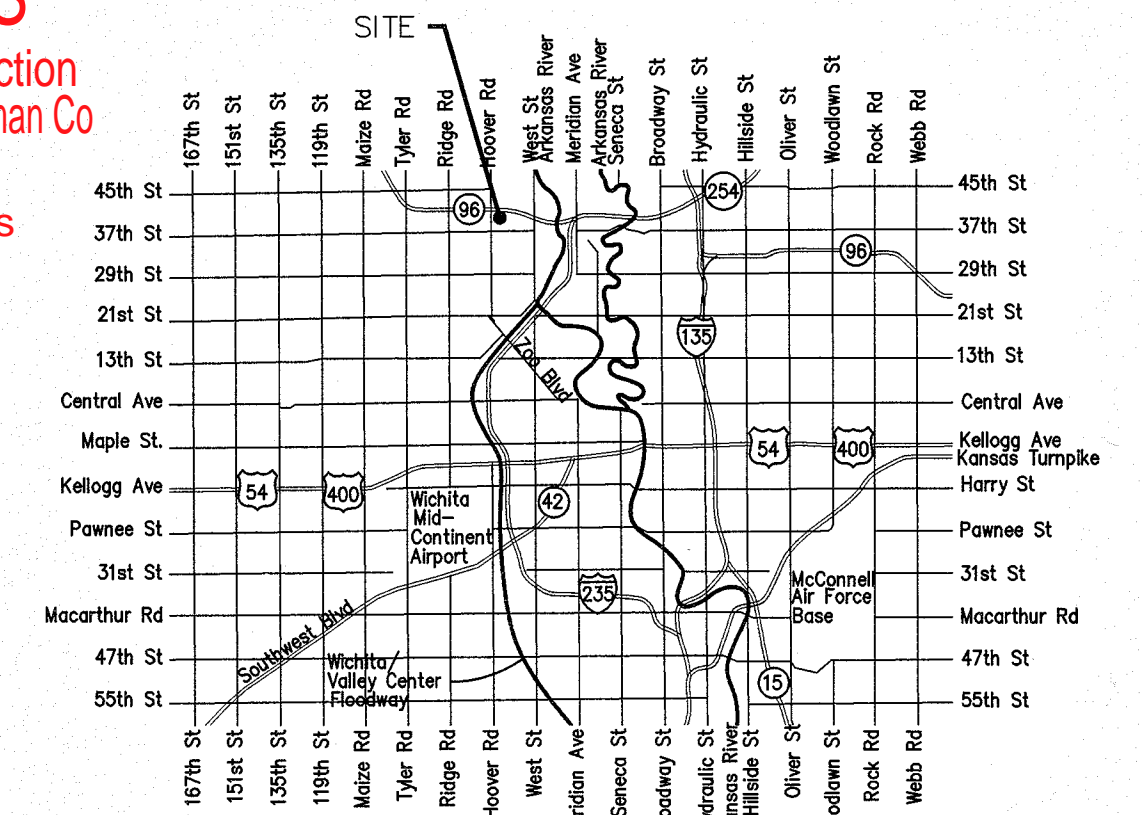 SITE
167th St
151st St
135th St
119th St
Maize Rd
Tyler Rd
Ridge Rd
Hoover Rd
West St
Arkansas River
Meridian Ave
Arkansas River
Seneca St
Broadway St
Hydraulic St
Hillside St
Oliver St
Woodlawn St
Rock Rd
Webb Rd
45th St
37th St
29th St
21st St
13th St
Central Ave
Maple St.
Kellogg Ave
Pawnee St
31st St
Macarthur Rd
47th St
55th St
96
254
96
135
Zoo Blvd
54
400
54
400
42
Wichita
Mid-
Continent
Airport
235
McConnell
Air Force
Base
Southwest Blvd
Wichita/
Valley Center
Floodway
15
45th St
37th St
29th St
21st St
13th St
Central Ave
Kellogg Ave
Kansas Turnpike
Harry St
Pawnee St
31st St
Macarthur Rd
47th St
55th St
167th St
151st St
135th St
119th St
Maize Rd
Tyler Rd
Ridge Rd
Hoover Rd
West St
ridian Ave
Seneca St
oadway St
draulic St
nsas River
Hillside St
Oliver St
odlawn St
Rock Rd
Webb Rd
ction
man Co
s